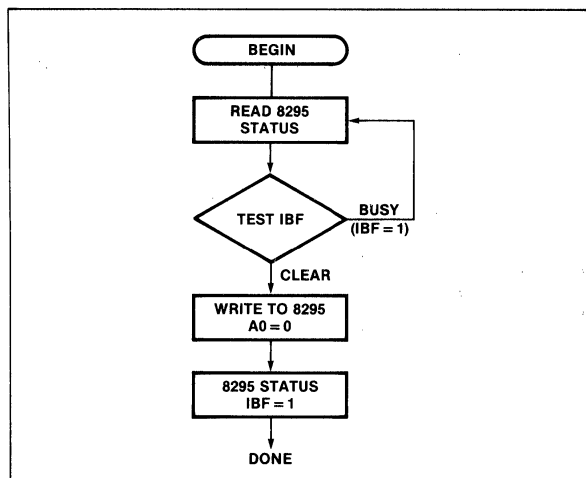 BEGIN
READ 8295
STATUS
TEST IBF
BUSY
(IBF = 1)
CLEAR
WRITE TO 8295
A0 = 0
8295 STATUS
IBF = 1
DONE